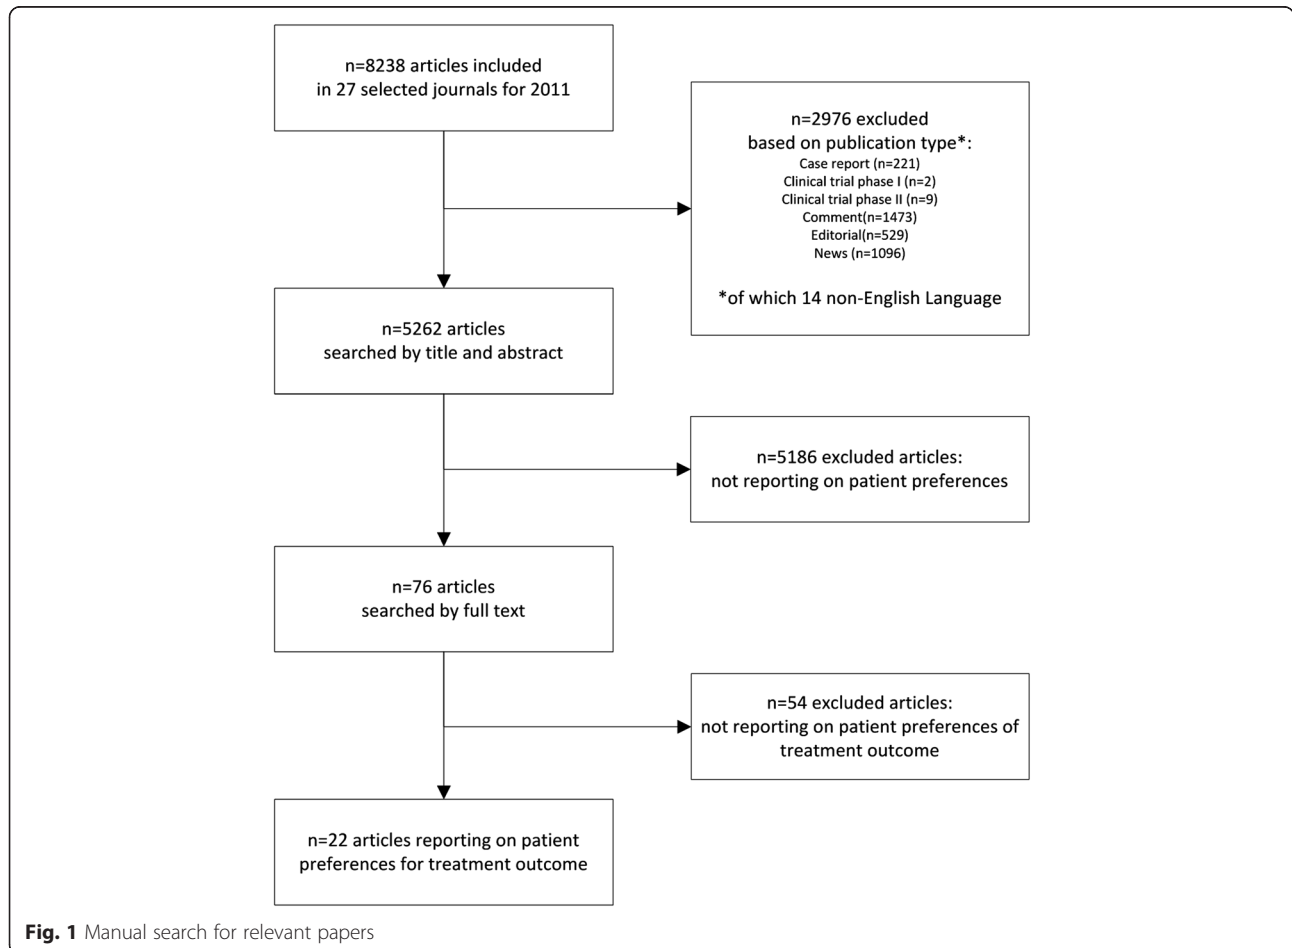 n=8238 articles included
in 27 selected journals for 2011
n=2976 excluded
based on publication type*:
Case report (n=221)
Clinical trial phase I (n=2)
Clinical trial phase II (n=9)
Comment(n=1473)
Editorial(n=529)
News (n=1096)
*of which 14 non-English Language
n=5262 articles
searched by title and abstract
n=5186 excluded articles:
not reporting on patient preferences
n=76 articles
searched by full text
n=54 excluded articles:
not reporting on patient preferences of
treatment outcome
n=22 articles reporting on patient
preferences for treatment outcome
Fig. 1 Manual search for relevant papers